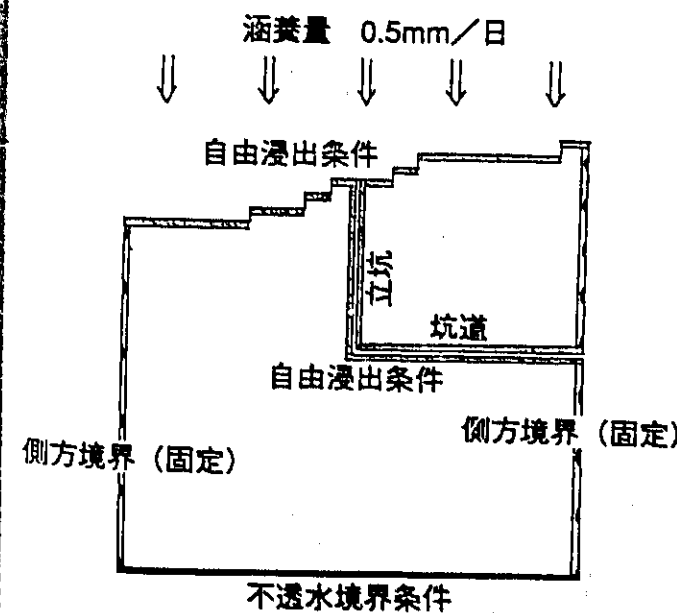 涵養量 0.5mm/日
自由浸出条件
立坑
坑道
自由浸出条件
側方境界(固定)
側方境界(固定)
不透水境界条件